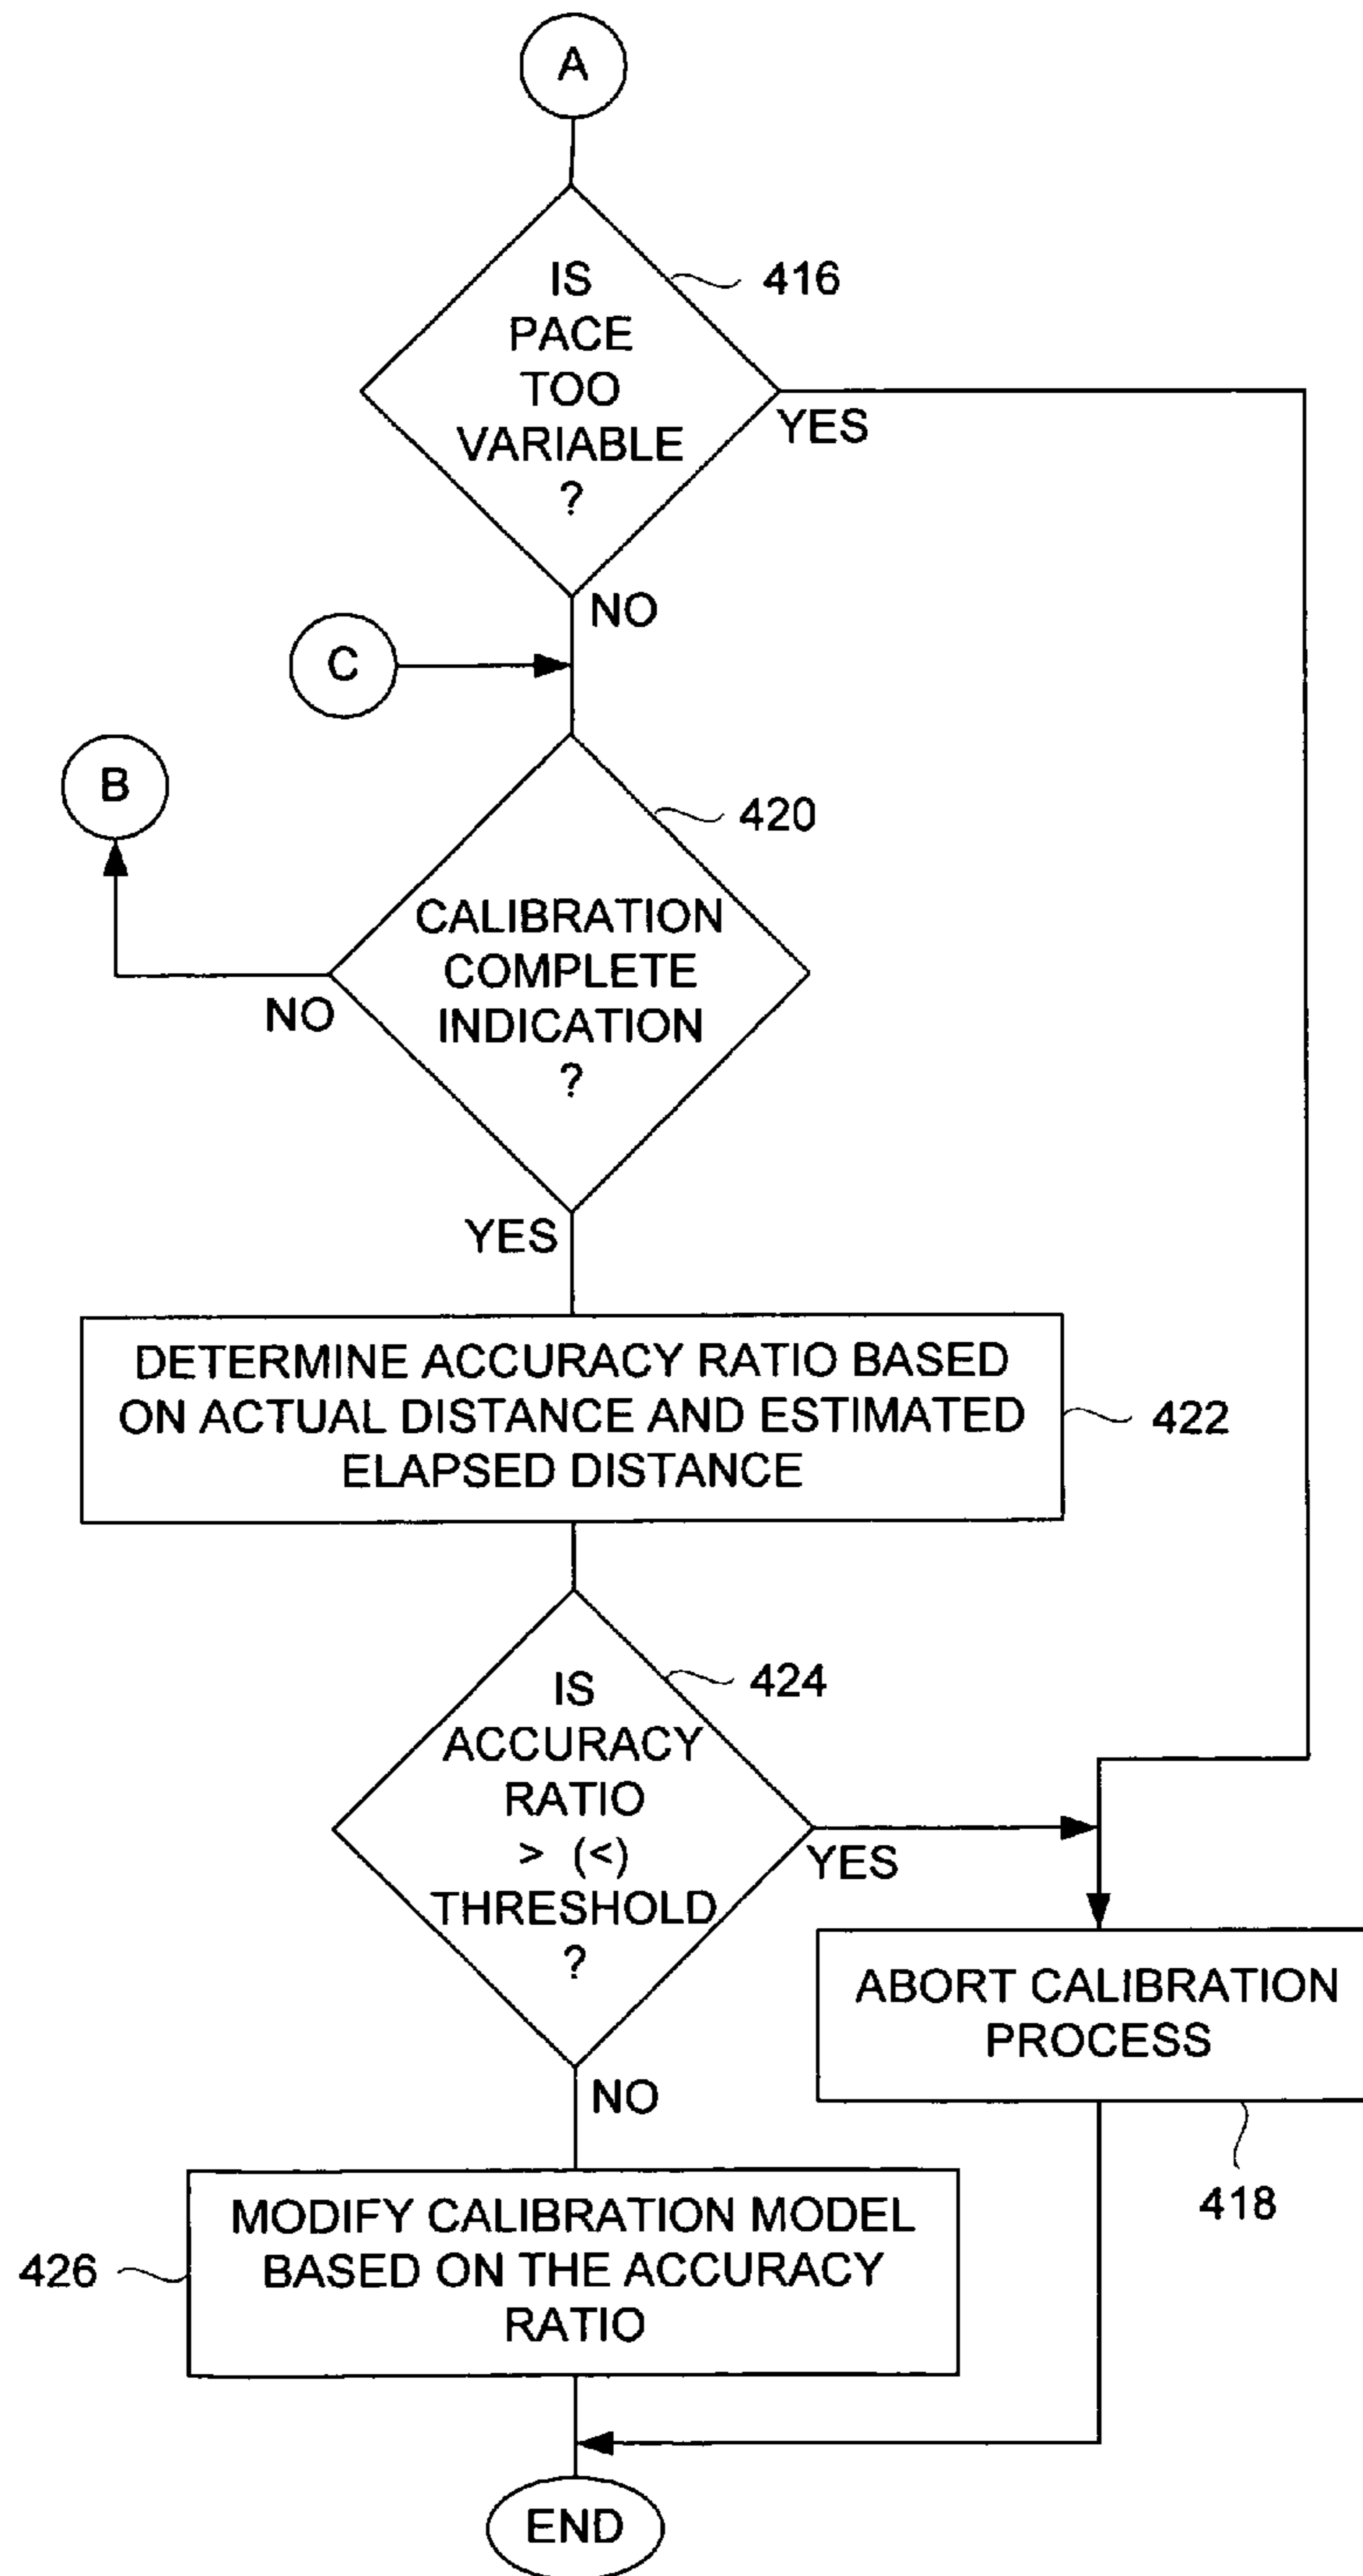 A
IS
PACE
TOO
VARIABLE
?
416
YES
NO
C
B
420
CALIBRATION
COMPLETE
INDICATION
?
NO
YES
DETERMINE ACCURACY RATIO BASED
ON ACTUAL DISTANCE AND ESTIMATED
ELAPSED DISTANCE
422
IS
ACCURACY
RATIO
> (<)
THRESHOLD
?
424
YES
NO
ABORT CALIBRATION
PROCESS
418
MODIFY CALIBRATION MODEL
BASED ON THE ACCURACY
RATIO
426
END